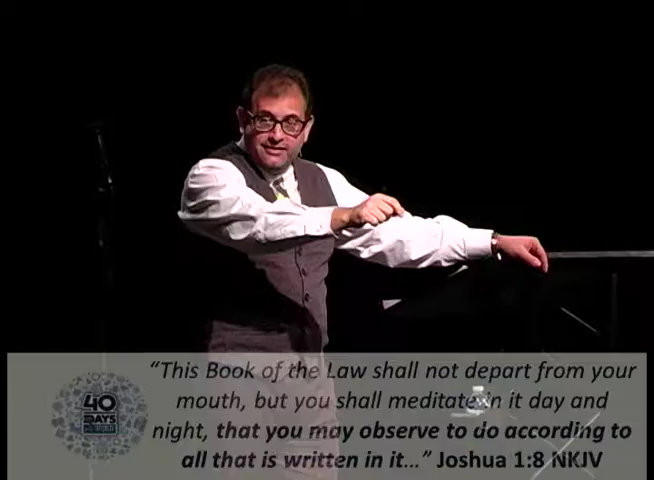 “This Book of the Law shall not depart from your
mouth, but you shall meditate in it day and
night, that you may observe to do according to
all that is written in it…” Joshua 1:8 NKJV
40
DAYS